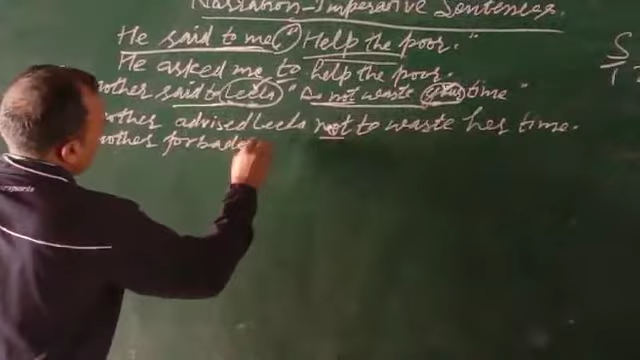 Narration-Imperative Sentences.
He said to me, "Help the poor."
He asked me to help the poor.
other said to Leela "Do not waste your time"
other advised Leela not to waste her time.
other forbade
S
1